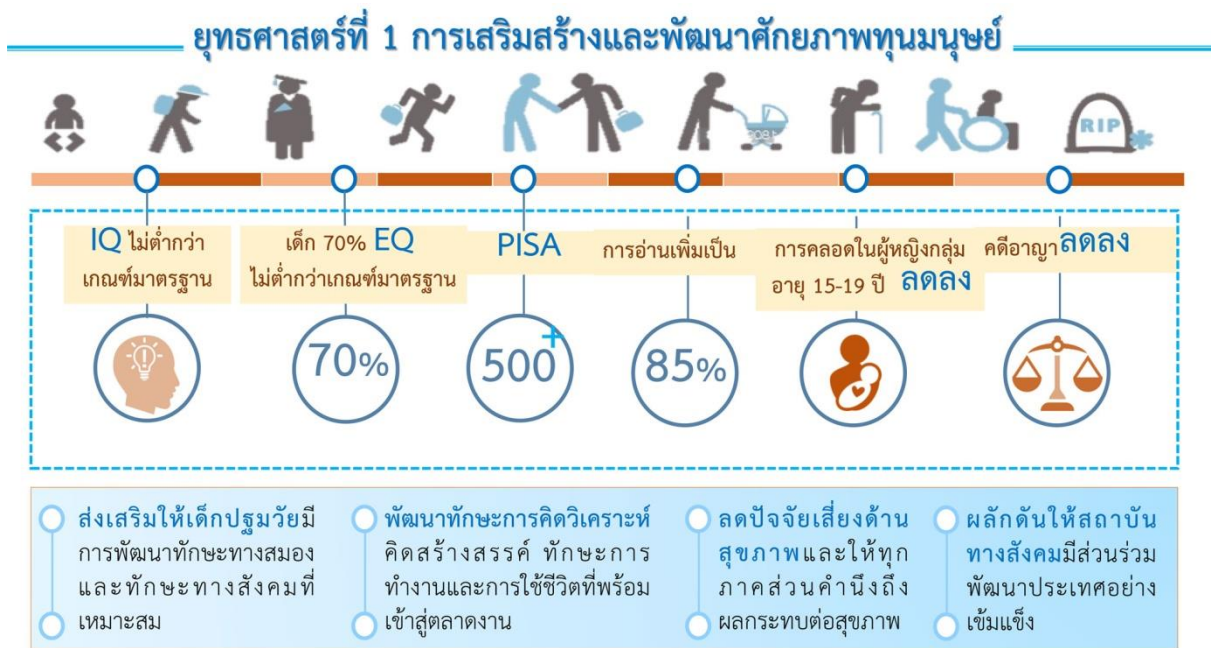 ยุทธศาสตร์ที่ 1 การเสริมสร้างและพัฒนาศักยภาพทุนมนุษย์
RIP
IQ ไม่ต่ำกว่า
เกณฑ์มาตรฐาน
เด็ก 70% EQ
ไม่ต่ำกว่าเกณฑ์มาตรฐาน
70%
PISA
500+
การอ่านเพิ่มเป็น
85%
การคลอดในผู้หญิงกลุ่ม
อายุ 15-19 ปี ลดลง
คดีอาญาลดลง
ส่งเสริมให้เด็กปฐมวัยมี
การพัฒนาทักษะทางสมอง
และทักษะทางสังคมที่
เหมาะสม
พัฒนาทักษะการคิดวิเคราะห์
คิดสร้างสรรค์ ทักษะการ
ทำงานและการใช้ชีวิตที่พร้อม
เข้าสู่ตลาดงาน
ลดปัจจัยเสี่ยงด้าน
สุขภาพและให้ทุก
ภาคส่วนคำนึงถึง
ผลกระทบต่อสุขภาพ
ผลักดันให้สถาบัน
ทางสังคมมีส่วนร่วม
พัฒนาประเทศอย่าง
เข้มแข็ง